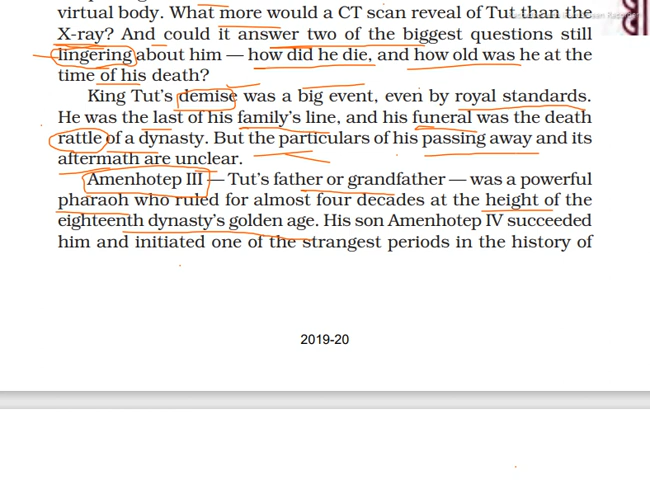 virtual body. What more would a CT scan reveal of Tut than the
X-ray? And could it answer two of the biggest questions still
lingering about him — how did he die, and how old was he at the
time of his death?
King Tut's demise was a big event, even by royal standards.
He was the last of his family's line, and his funeral was the death
rattle of a dynasty. But the particulars of his passing away and its
aftermath are unclear.
Amenhotep III — Tut's father or grandfather — was a powerful
pharaoh who ruled for almost four decades at the height of the
eighteenth dynasty's golden age. His son Amenhotep IV succeeded
him and initiated one of the strangest periods in the history of
2019-20